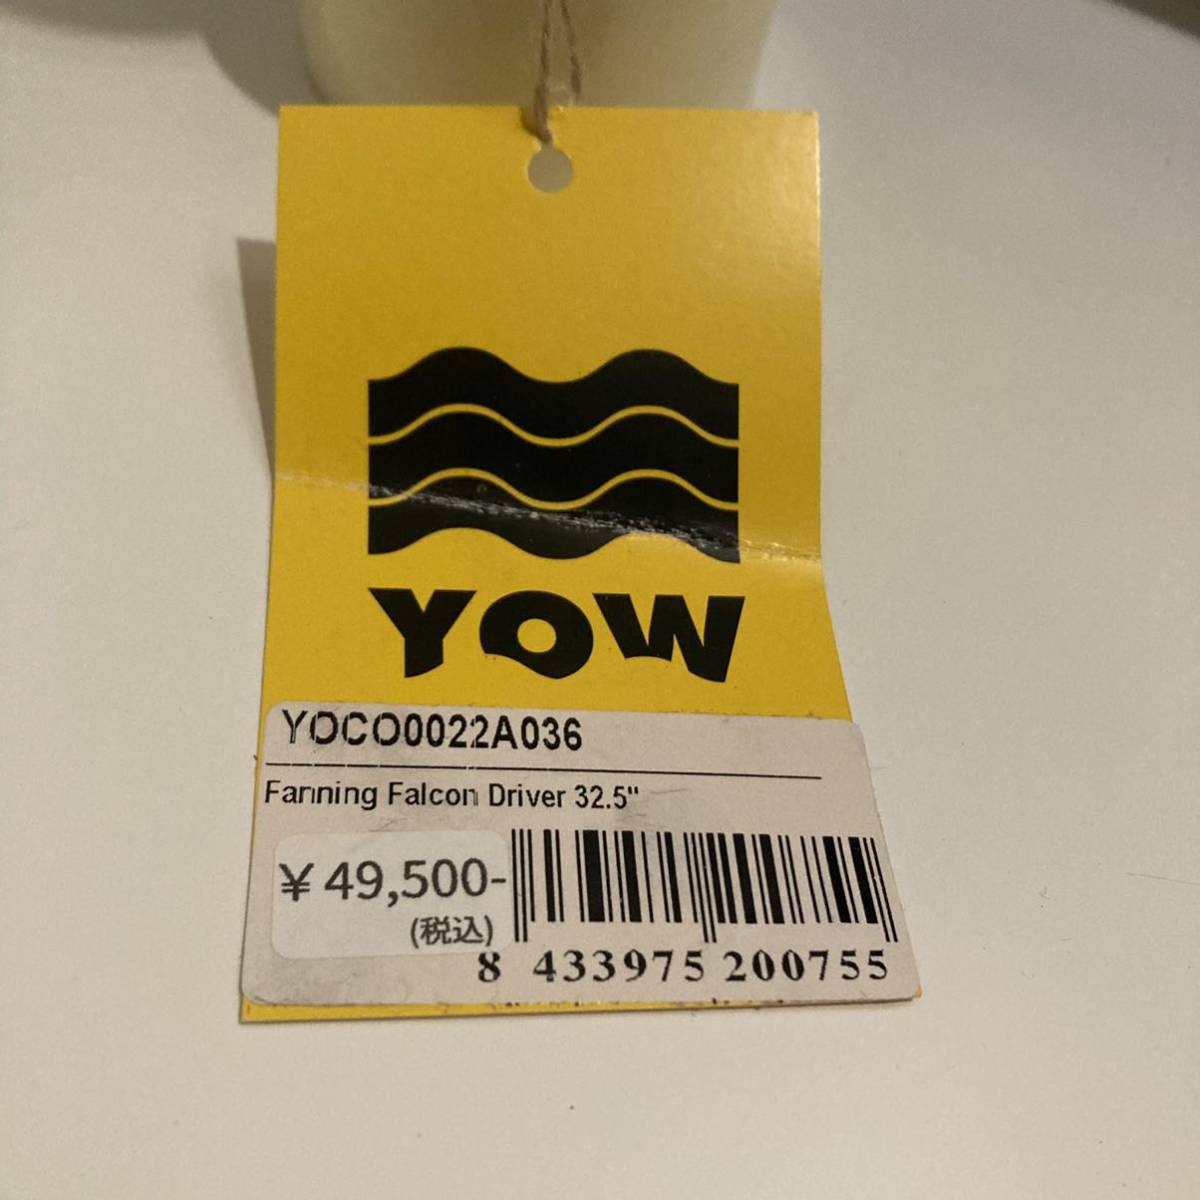 YOW
YOCO0022A036
Fanning Falcon Driver 32.5"
¥49,500-
(税込)
8 433975 200755